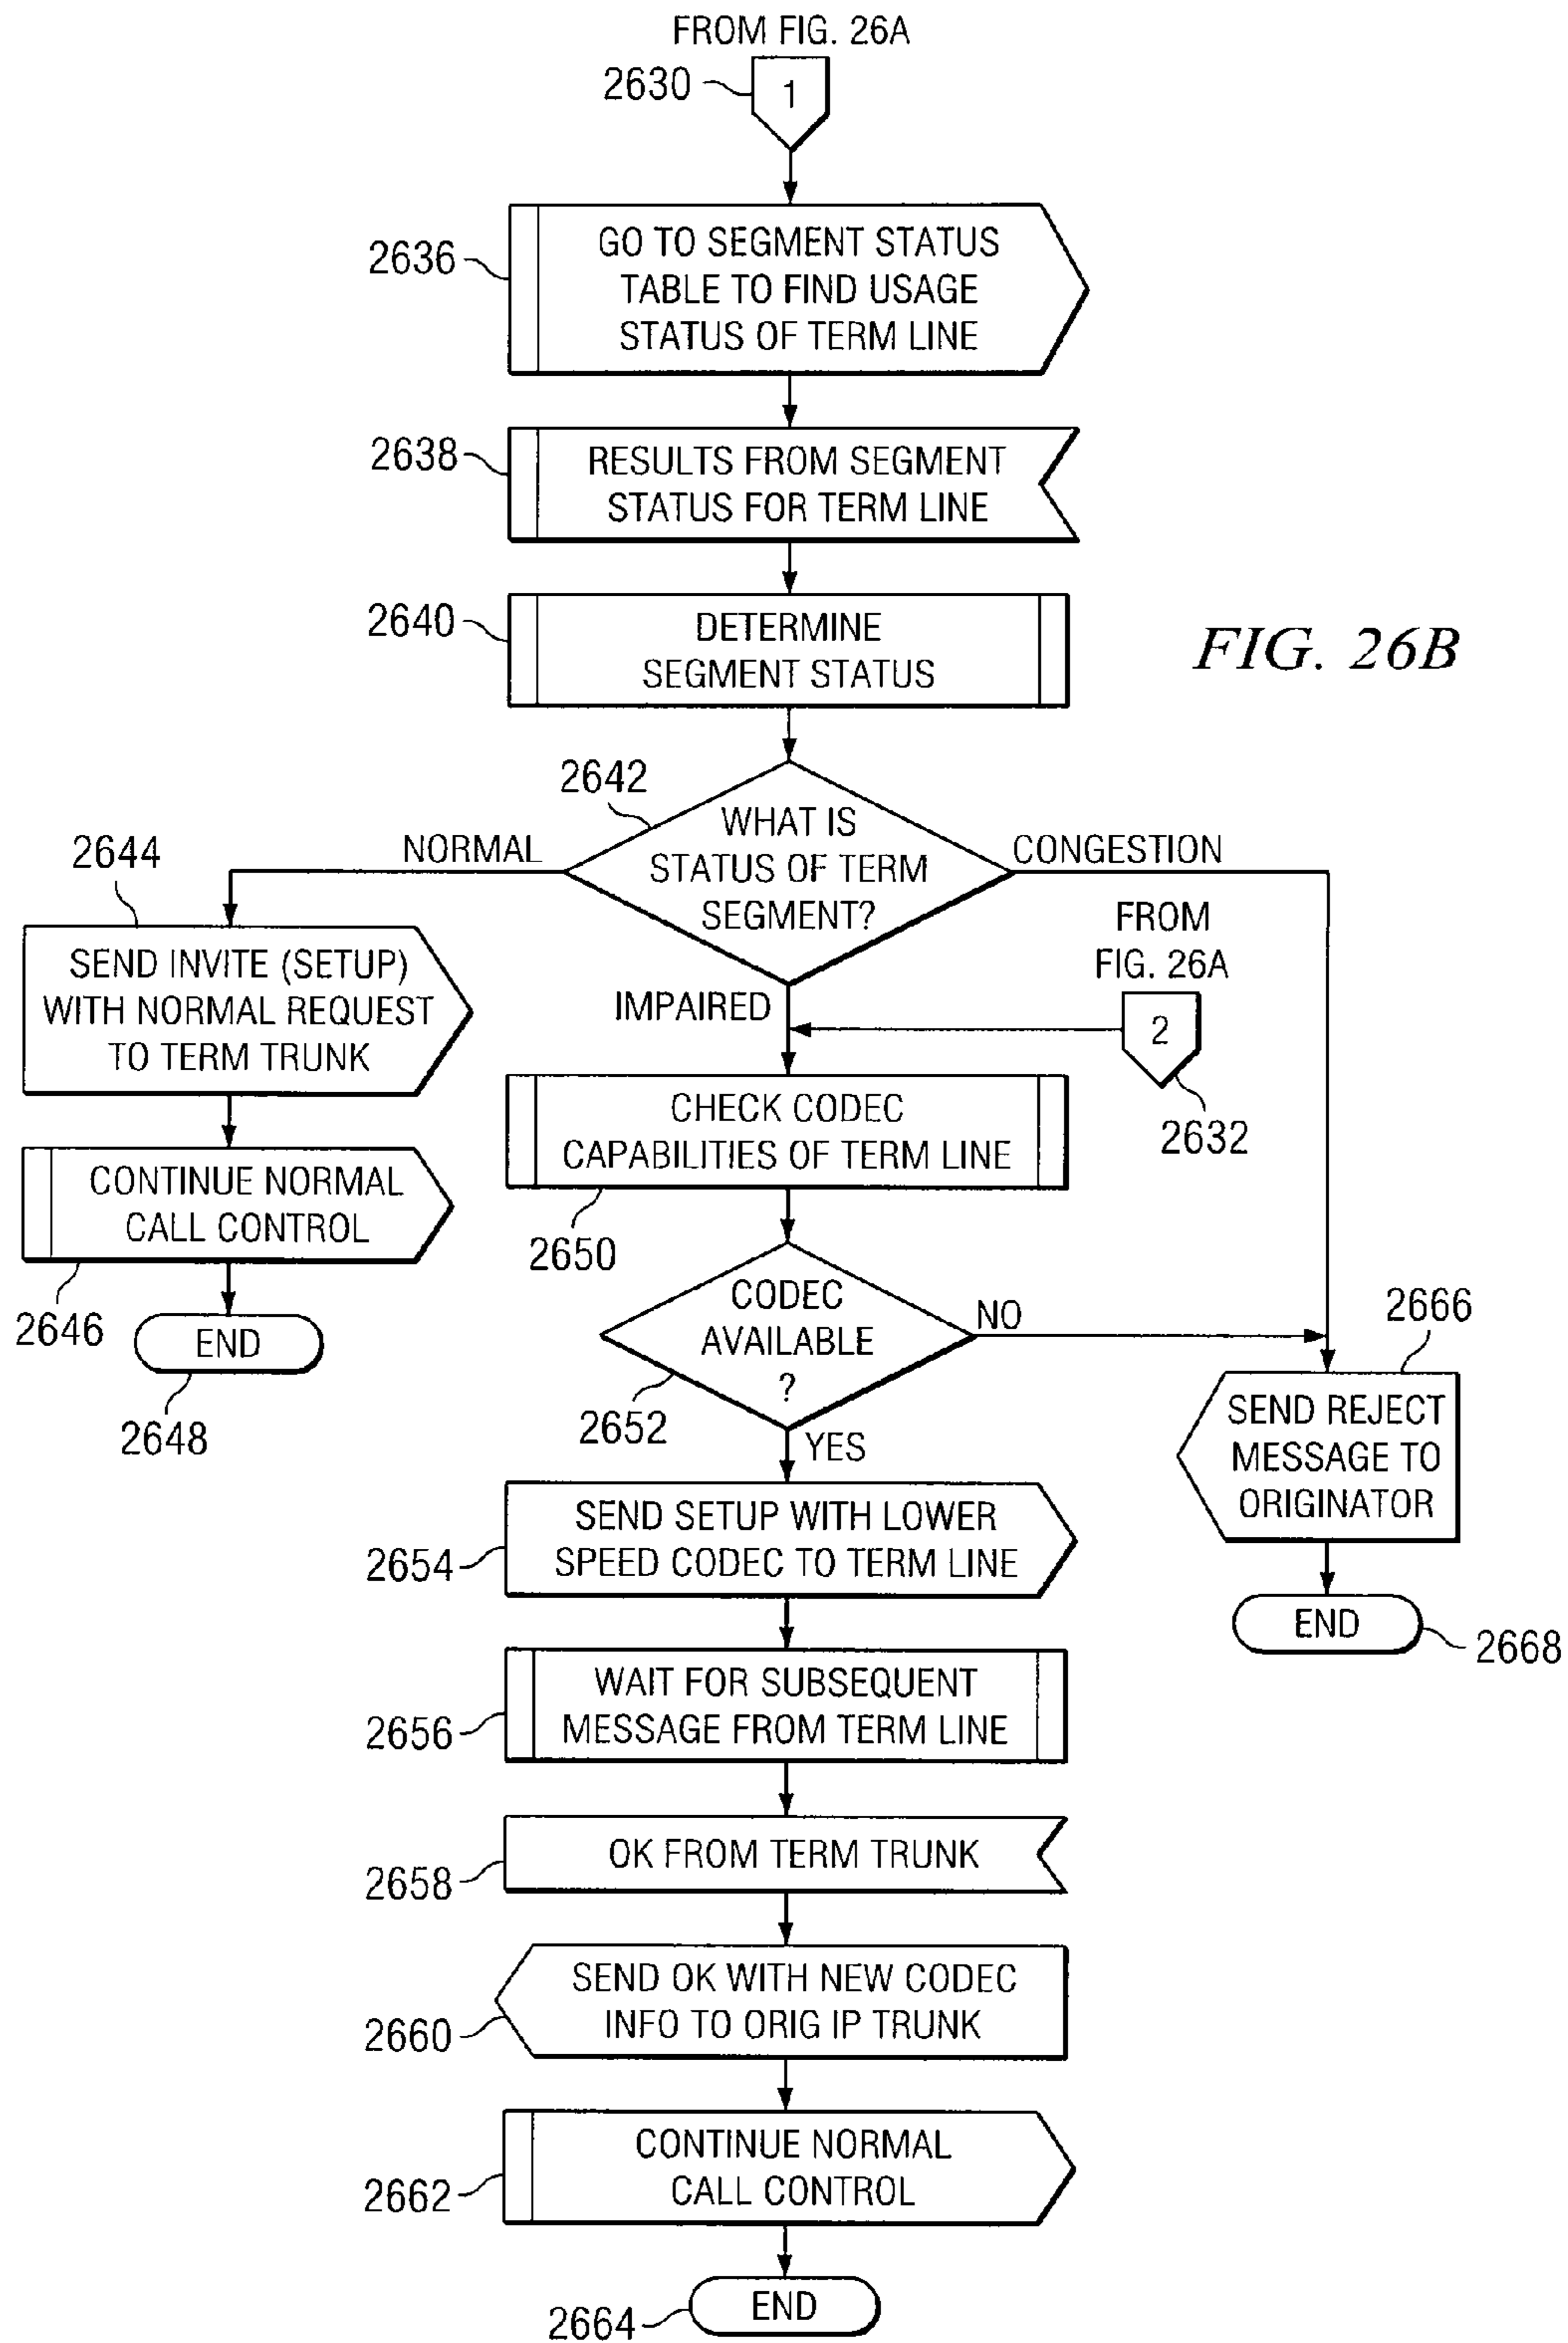 FROM FIG. 26A
2630
1
2636
GO TO SEGMENT STATUS
TABLE TO FIND USAGE
STATUS OF TERM LINE
2638
RESULTS FROM SEGMENT
STATUS FOR TERM LINE
2640
DETERMINE
SEGMENT STATUS
FIG. 26B
2642
WHAT IS
STATUS OF TERM
SEGMENT?
NORMAL
CONGESTION
2644
SEND INVITE (SETUP)
WITH NORMAL REQUEST
TO TERM TRUNK
IMPAIRED
FROM
FIG. 26A
2
2632
CONTINUE NORMAL
CALL CONTROL
2646
END
2648
CHECK CODEC
CAPABILITIES OF TERM LINE
2650
CODEC
AVAILABLE
?
2652
NO
YES
2666
SEND REJECT
MESSAGE TO
ORIGINATOR
END
2668
SEND SETUP WITH LOWER
SPEED CODEC TO TERM LINE
2654
WAIT FOR SUBSEQUENT
MESSAGE FROM TERM LINE
2656
OK FROM TERM TRUNK
2658
SEND OK WITH NEW CODEC
INFO TO ORIG IP TRUNK
2660
CONTINUE NORMAL
CALL CONTROL
2662
END
2664